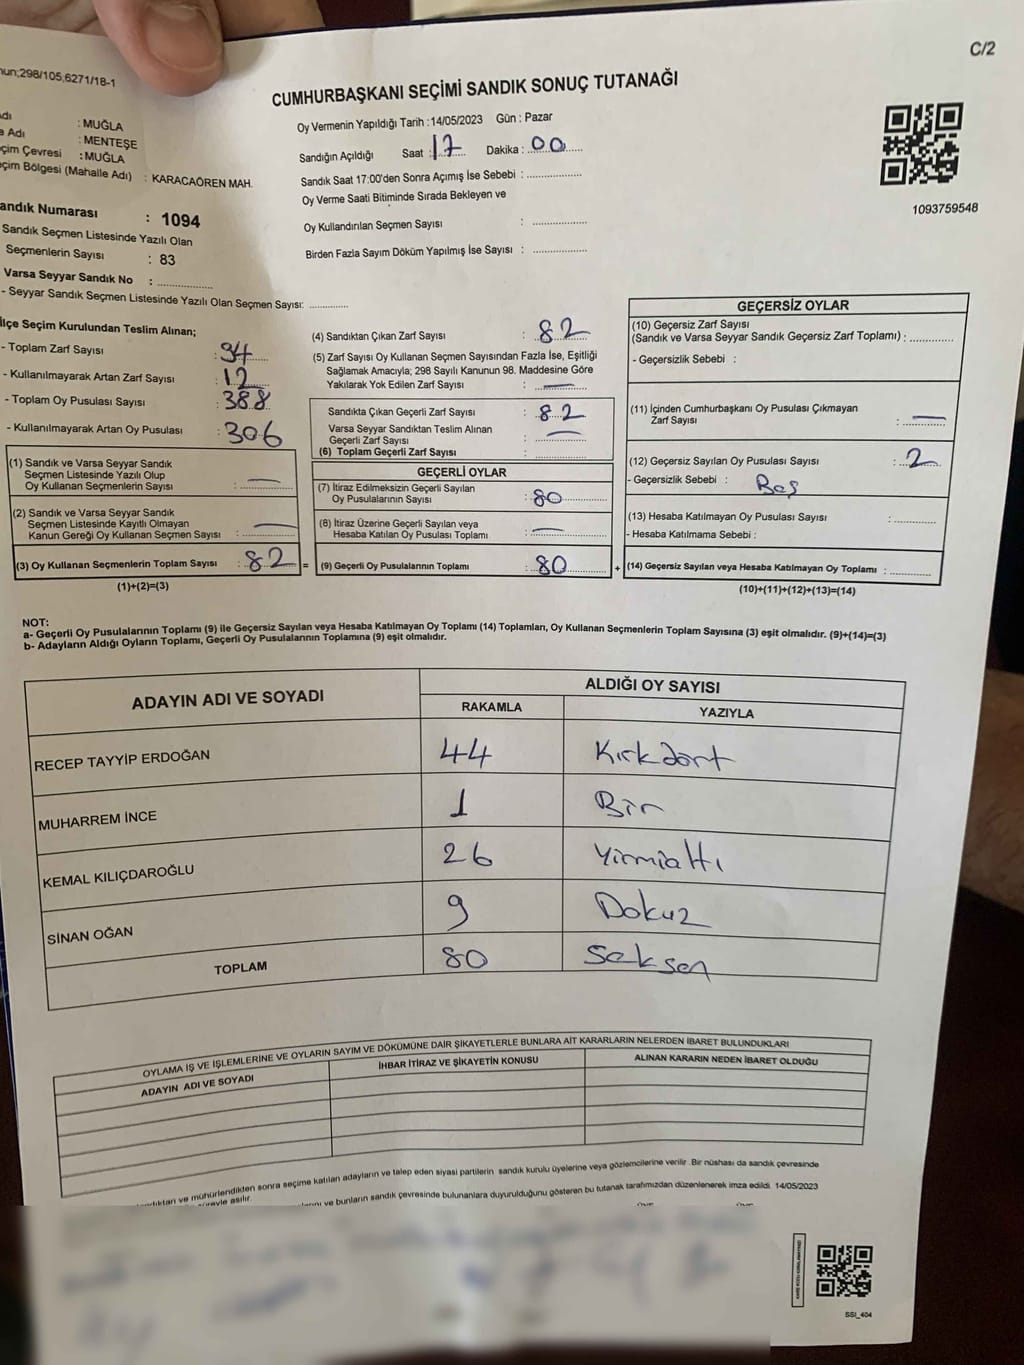 C/2
298/105,6271/18-1
CUMHURBAŞKANI SEÇİMİ SANDIK SONUÇ TUTANAĞI
: MUĞLA
Adı : MENTEŞE
Çevresi : MUĞLA
Bölgesi (Mahalle Adı) : KARACAÖREN MAH.
Sandık Numarası : 1094
Sandık Seçmen Listesinde Yazılı Olan
Seçmenlerin Sayısı : 83
Varsa Seyyar Sandık No : ................
- Seyyar Sandık Seçmen Listesinde Yazılı Olan Seçmen Sayısı: ............
Oy Vermenin Yapıldığı Tarih :14/05/2023 Gün : Pazar
Sandığın Açıldığı Saat : 17 Dakika : 00
Sandık Saat 17:00'den Sonra Açımış İse Sebebi : ................
Oy Verme Saati Bitiminde Sırada Bekleyen ve
Oy Kullandırılan Seçmen Sayısı : ................
Birden Fazla Sayım Döküm Yapılmış İse Sayısı : ................
1093759548
İlçe Seçim Kurulundan Teslim Alınan;
- Toplam Zarf Sayısı : 94
- Kullanılmayarak Artan Zarf Sayısı : 12
- Toplam Oy Pusulası : 388
- Kullanılmayarak Artan Oy Pusulası : 306
(1) Sandık ve Varsa Seyyar Sandık
Seçmen Listesinde Yazılı Olup
Oy Kullanan Seçmenlerin Sayısı : —
(2) Sandık ve Varsa Seyyar Sandık
Seçmen Listesinde Kayıtlı Olmayan
Kanun Gereği Oy Kullanan Seçmen Sayısı : —
(3) Oy Kullanan Seçmenlerin Toplam Sayısı : 82 =
(1)+(2)=(3)
(4) Sandıktan Çıkan Zarf Sayısı : 82
(5) Zarf Sayısı Oy Kullanan Seçmen Sayısından Fazla İse, Eşitliği
Sağlamak Amacıyla; 298 Sayılı Kanunun 98. Maddesine Göre
Yakılarak Yok Edilen Zarf Sayısı : —
Sandıkta Çıkan Geçerli Zarf Sayısı : 82
Varsa Seyyar Sandıktan Teslim Alınan
Geçerli Zarf Sayısı : —
(6) Toplam Geçerli Zarf Sayısı : ................
GEÇERLİ OYLAR
(7) İtiraz Edilmeksizin Geçerli Sayılan
Oy Pusulalarının Sayısı : 80
(8) İtiraz Üzerine Geçerli Sayılan veya
Hesaba Katılan Oy Pusulası Toplamı : —
(9) Geçerli Oy Pusulalarının Toplamı : 80 +
GEÇERSİZ OYLAR
(10) Geçersiz Zarf Sayısı
(Sandık ve Varsa Seyyar Sandık Geçersiz Zarf Toplamı) : ............
- Geçersizlik Sebebi :
(11) İçinden Cumhurbaşkanı Oy Pusulası Çıkmayan
Zarf Sayısı : —
(12) Geçersiz Sayılan Oy Pusulası Sayısı : 2
- Geçersizlik Sebebi : Boş
(13) Hesaba Katılmayan Oy Pusulası Sayısı : ............
- Hesaba Katılmama Sebebi :
(14) Geçersiz Sayılan veya Hesaba Katılmayan Oy Toplamı : ............
(10)+(11)+(12)+(13)=(14)
NOT:
a- Geçerli Oy Pusulalarının Toplamı (9) ile Geçersiz Sayılan veya Hesaba Katılmayan Oy Toplamı (14) Toplamları, Oy Kullanan Seçmenlerin Toplam Sayısına (3) eşit olmalıdır. (9)+(14)=(3)
b- Adayların Aldığı Oyların Toplamı, Geçerli Oy Pusulalarının Toplamına (9) eşit olmalıdır.
ADAYIN ADI VE SOYADI
ALDIĞI OY SAYISI
RAKAMLA YAZIYLA
RECEP TAYYİP ERDOĞAN 44 Kırkdört
MUHARREM İNCE 1 Bir
KEMAL KILIÇDAROĞLU 26 Yirmialtı
SİNAN OĞAN 9 Dokuz
TOPLAM 80 Seksen
OYLAMA İŞ VE İŞLEMLERİNE VE OYLARIN SAYIM VE DÖKÜMÜNE DAİR ŞİKAYETLERLE BUNLARA AİT KARARLARIN NELERDEN İBARET BULUNDUKLARI
ADAYIN ADI VE SOYADI İHBAR İTİRAZ VE ŞİKAYETİN KONUSU ALINAN KARARIN NEDEN İBARET OLDUĞU
ve mühürlendikten sonra seçime katılan adayların ve talep eden siyasi partilerin sandık kurulu üyelerine veya gözlemcilerine verilir. Bir nüshası da sandık çevresinde
süreyle asılır.
ve bunların sandık çevresinde bulunanlara duyurulduğunu gösteren bu tutanak tarafımızdan düzenlenerek imza edildi. 14/05/2023
SSI_404